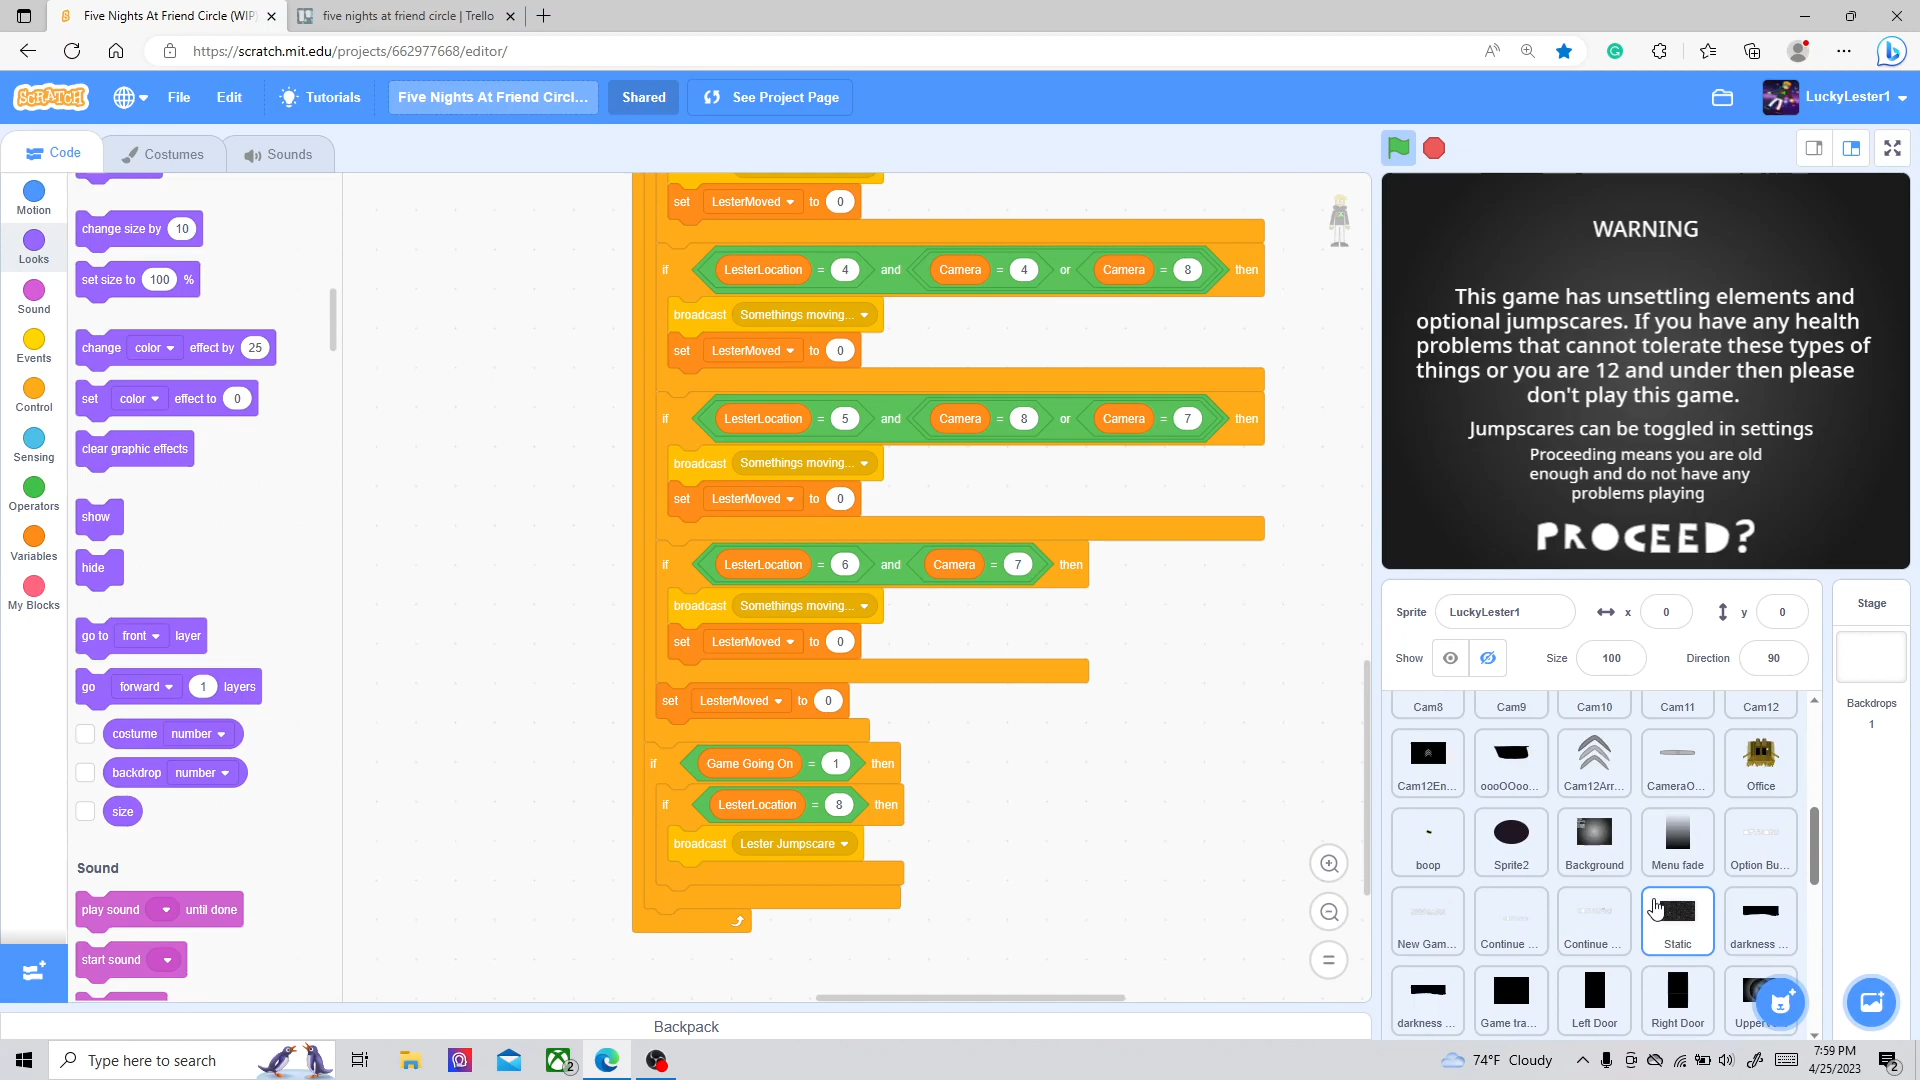 Five Nights At Friend Circle (WIP)
five nights at friend circle | Trello
https://scratch.mit.edu/projects/662977668/editor/
SCRATCH
File
Edit
Tutorials
Five Nights At Friend Circl...
Shared
See Project Page
LuckyLester1
Code
Costumes
Sounds
Motion
Looks
Sound
Events
Control
Sensing
Operators
Variables
My Blocks
change size by 10
set size to 100 %
change color effect by 25
set color effect to 0
clear graphic effects
show
hide
go to front layer
go forward 1 layers
costume number
backdrop number
size
Sound
play sound until done
start sound
set LesterMoved to 0
if LesterLocation = 4 and Camera = 4 or Camera = 8 then
broadcast Somethings moving...
set LesterMoved to 0
if LesterLocation = 5 and Camera = 8 or Camera = 7 then
broadcast Somethings moving...
set LesterMoved to 0
if LesterLocation = 6 and Camera = 7 then
broadcast Somethings moving...
set LesterMoved to 0
set LesterMoved to 0
if Game Going On = 1 then
if LesterLocation = 8 then
broadcast Lester Jumpscare
Backpack
WARNING
This game has unsettling elements and
optional jumpscares. If you have any health
problems that cannot tolerate these types of
things or you are 12 and under then please
don't play this game.
Jumpscares can be toggled in settings
Proceeding means you are old
enough and do not have any
problems playing
PROCEED?
Sprite LuckyLester1 x 0 y 0
Show Size 100 Direction 90
Stage
Backdrops
1
Cam8 Cam9 Cam10 Cam11 Cam12
Cam12En... oooOOoo... Cam12Arr... CameraO... Office
boop Sprite2 Background Menu fade Option Bu...
New Gam... Continue ... Continue ... Static darkness ...
darkness ... Game tra... Left Door Right Door
Type here to search
2
74°F Cloudy
7:59 PM
4/25/2023
2